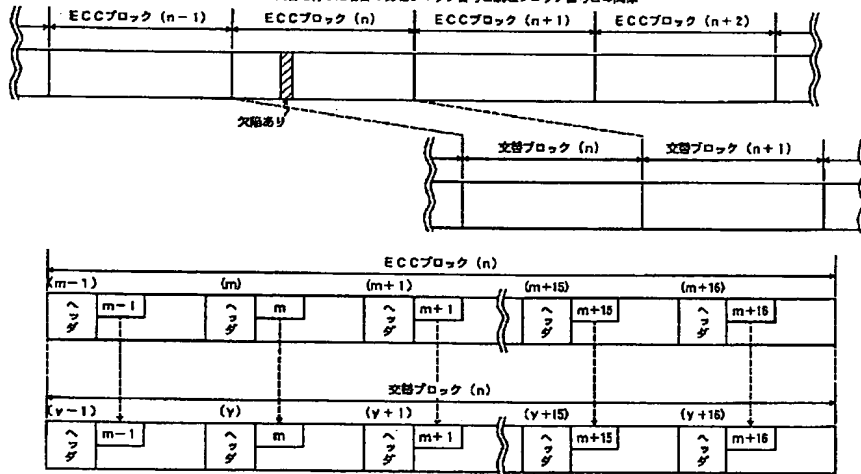 ECCブロック (n−1) ECCブロック (n) ECCブロック (n+1) ECCブロック (n+2)
欠陥あり
交替ブロック (n) 交替ブロック (n+1)
ECCブロック (n)
(m−1) (m) (m+1) (m+15) (m+16)
ヘッダ m−1 ヘッダ m ヘッダ m+1 ヘッダ m+15 ヘッダ m+16
交替ブロック (n)
(y−1) (y) (y+1) (y+15) (y+16)
ヘッダ m−1 ヘッダ m ヘッダ m+1 ヘッダ m+15 ヘッダ m+16